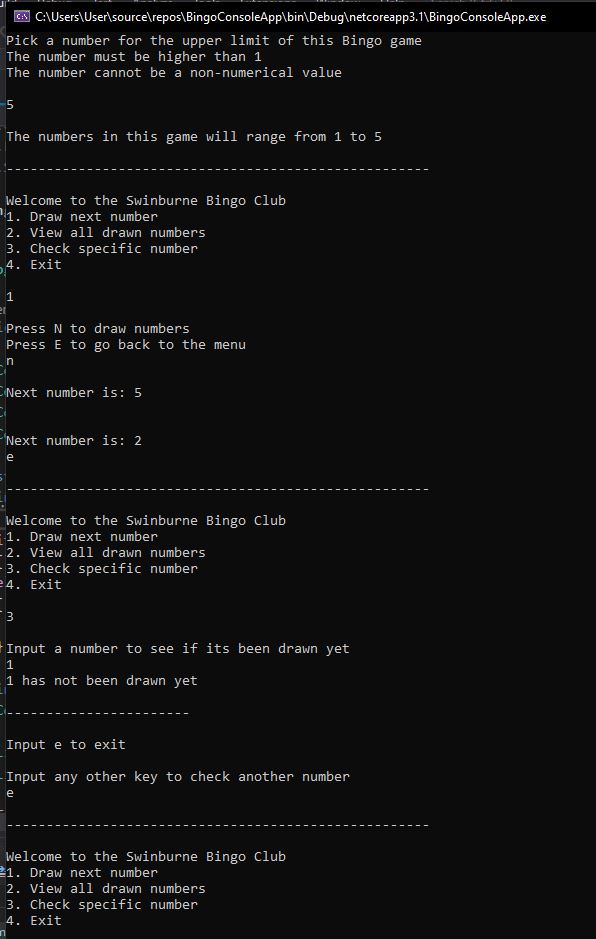 C:\Users\User\source\repos\BingoConsoleApp\bin\Debug\netcoreapp3.1\BingoConsoleApp.exe
Pick a number for the upper limit of this Bingo game
The number must be higher than 1
The number cannot be a non-numerical value
5
The numbers in this game will range from 1 to 5
-----------------------------------------------------
Welcome to the Swinburne Bingo Club
1. Draw next number
2. View all drawn numbers
3. Check specific number
4. Exit
1
Press N to draw numbers
Press E to go back to the menu
n
Next number is: 5
Next number is: 2
e
-----------------------------------------------------
Welcome to the Swinburne Bingo Club
1. Draw next number
2. View all drawn numbers
3. Check specific number
4. Exit
3
Input a number to see if its been drawn yet
1
1 has not been drawn yet
-----------------------
Input e to exit
Input any other key to check another number
e
-----------------------------------------------------
Welcome to the Swinburne Bingo Club
1. Draw next number
2. View all drawn numbers
3. Check specific number
4. Exit